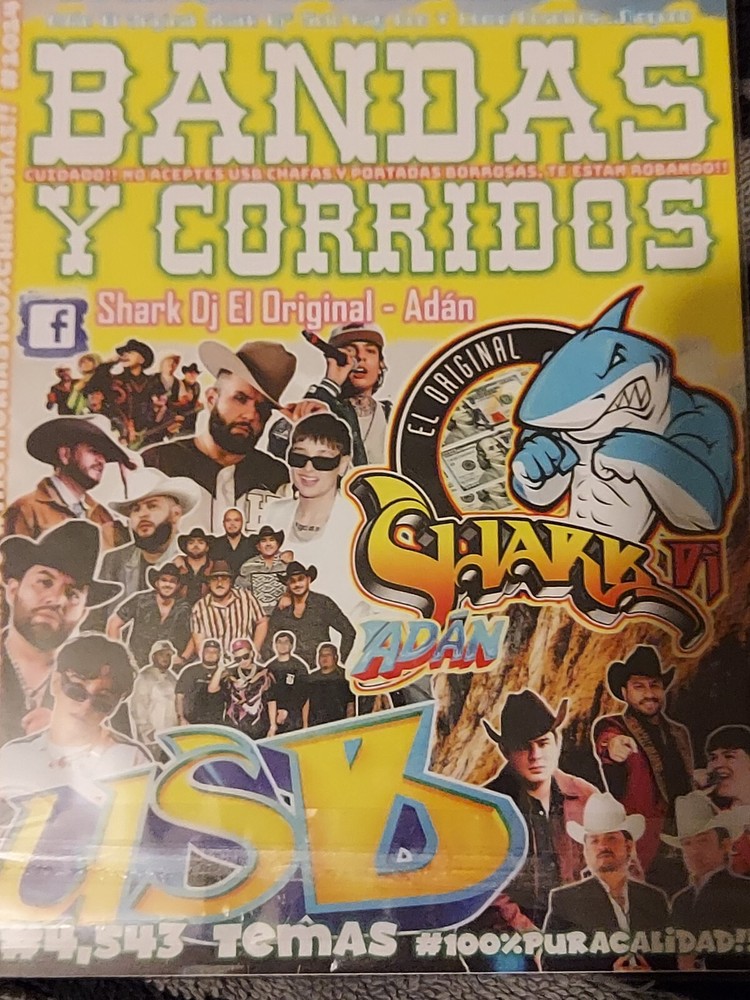 BANDAS
CUIDADO!! NO ACEPTES USB CHAFAS Y PORTADAS BORROSAS. TE ESTAN ROBANDO!!
Y CORRIDOS
f
Shark Dj El Original - Adán
EL ORIGINAL
SHARK Dj
ADÁN
USB
#4,543 TEMAS #100%PURACALIDAD!!